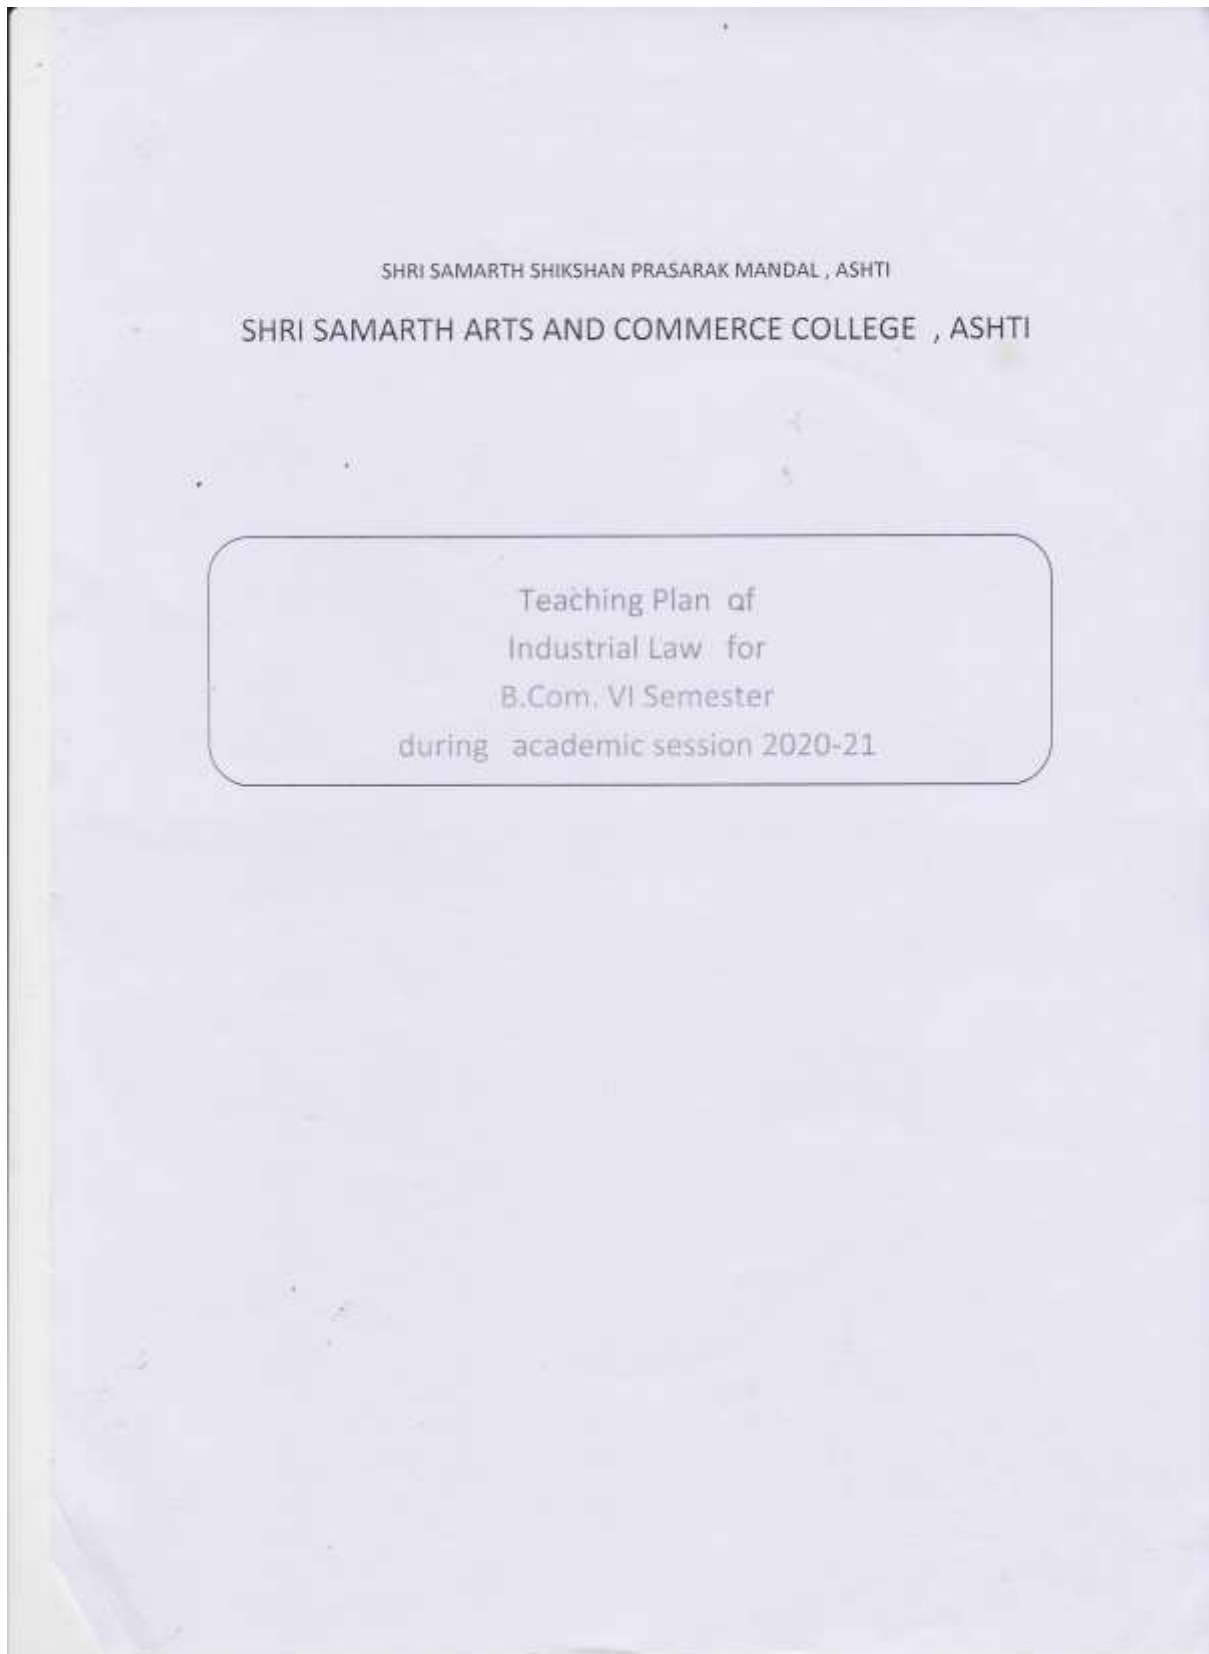 SHRI SAMARTH SHIKSHAN PRASARAK MANDAL , ASHTI
SHRI SAMARTH ARTS AND COMMERCE COLLEGE , ASHTI
Teaching Plan of
Industrial Law for
B.Com. VI Semester
during academic session 2020-21